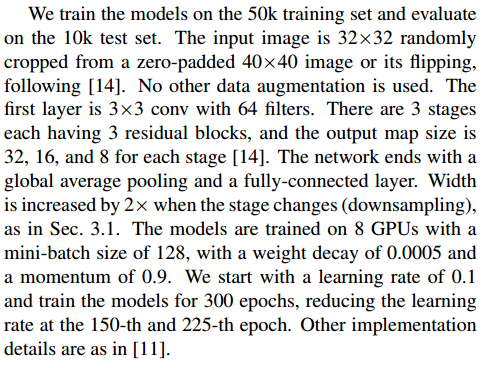 We train the models on the 50k training set and evaluate
on the 10k test set. The input image is 32×32 randomly
cropped from a zero-padded 40×40 image or its flipping,
following [14]. No other data augmentation is used. The
first layer is 3×3 conv with 64 filters. There are 3 stages
each having 3 residual blocks, and the output map size is
32, 16, and 8 for each stage [14]. The network ends with a
global average pooling and a fully-connected layer. Width
is increased by 2× when the stage changes (downsampling),
as in Sec. 3.1. The models are trained on 8 GPUs with a
mini-batch size of 128, with a weight decay of 0.0005 and
a momentum of 0.9. We start with a learning rate of 0.1
and train the models for 300 epochs, reducing the learning
rate at the 150-th and 225-th epoch. Other implementation
details are as in [11].